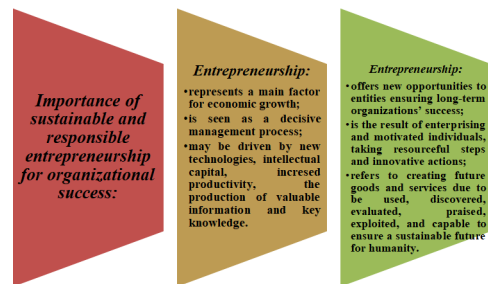 Importance of
sustainable and
responsible
entrepreneurship
for organizational
success:
Entrepreneurship:
•represents a main factor
for economic growth;
•is seen as a decisive
management process;
•may be driven by new
technologies, intellectual
capital, incresed
productivity, the
production of valuable
information and key
knowledge.
Entrepreneurship:
•offers new opportunities to
entities ensuring long-term
organizations' success;
•is the result of enterprising
and motivated individuals,
taking resourceful steps
and innovative actions;
•refers to creating future
goods and services due to
be used, discovered,
evaluated, praised,
exploited, and capable to
ensure a sustainable future
for humanity.